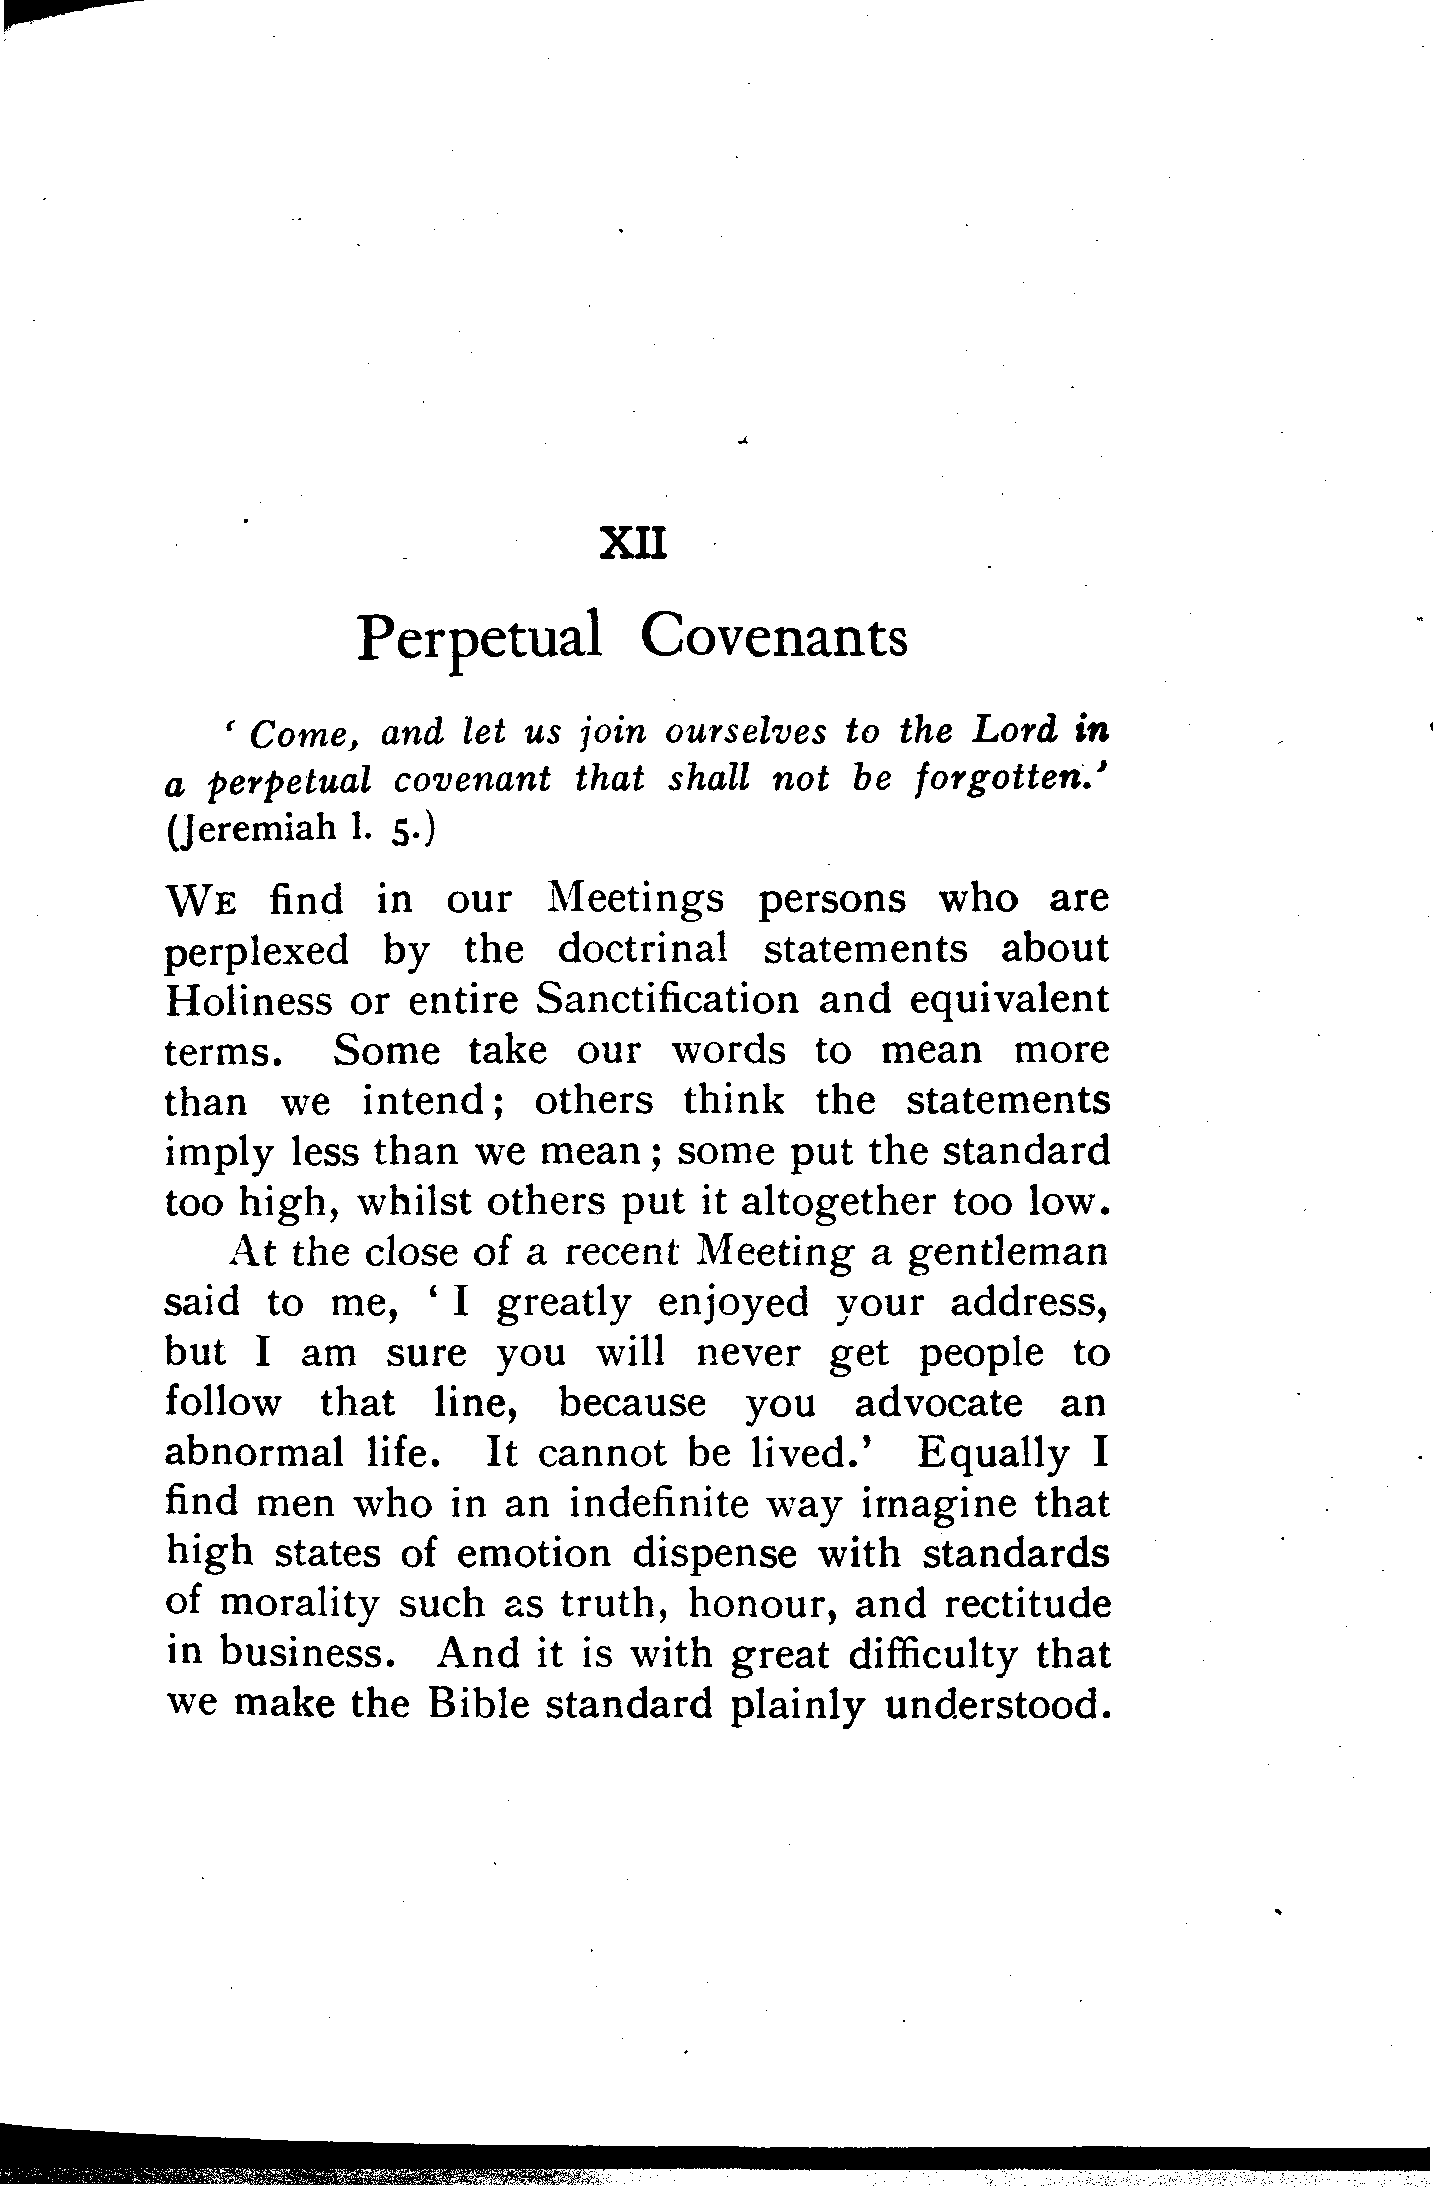 XII
Perpetual Covenants
‘ Come, and let us join ourselves to the Lord in
a perpetual covenant that shall not be forgotten.’
(Jeremiah l. 5.)
WE find in our Meetings persons who are
perplexed by the doctrinal statements about
Holiness or entire Sanctification and equivalent
terms. Some take our words to mean more
than we intend; others think the statements
imply less than we mean; some put the standard
too high, whilst others put it altogether too low.
At the close of a recent Meeting a gentleman
said to me, ‘ I greatly enjoyed your address,
but I am sure you will never get people to
follow that line, because you advocate an
abnormal life. It cannot be lived.’ Equally I
find men who in an indefinite way imagine that
high states of emotion dispense with standards
of morality such as truth, honour, and rectitude
in business. And it is with great difficulty that
we make the Bible standard plainly understood.